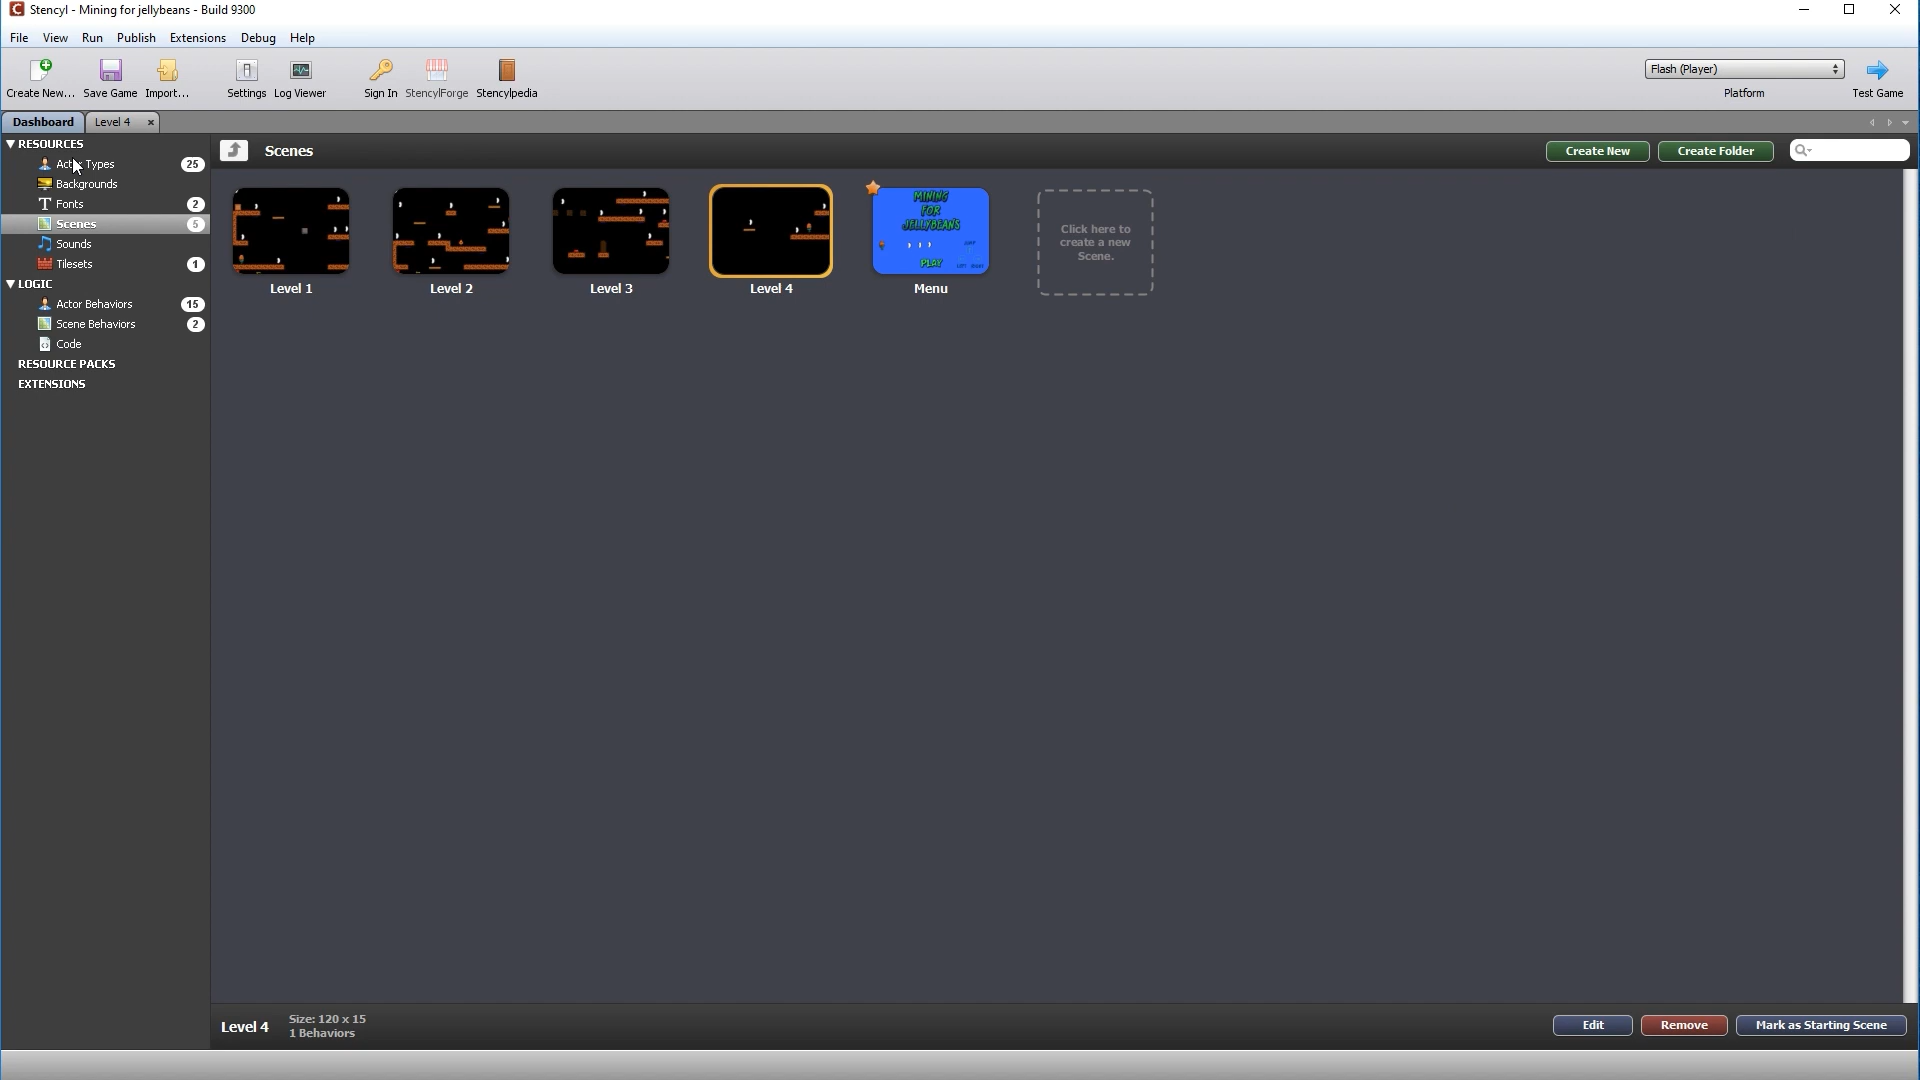 Stencyl - Mining for jellybeans - Build 9300
File View Run Publish Extensions Debug Help
Create New... Save Game Import... Settings Log Viewer Sign In StencylForge Stencylpedia
Flash (Player)
Platform
Test Game
Dashboard Level 4
RESOURCES
Actor Types 25
Backgrounds
Fonts 2
Scenes 5
Sounds
Tilesets 1
LOGIC
Actor Behaviors 15
Scene Behaviors 2
Code
RESOURCE PACKS
EXTENSIONS
Scenes
Create New
Create Folder
MINING
FOR
JELLYBEANS
PLAY
Level 1
Level 2
Level 3
Level 4
Menu
Click here to
create a new
Scene.
Level 4
Size: 120 x 15
1 Behaviors
Edit
Remove
Mark as Starting Scene